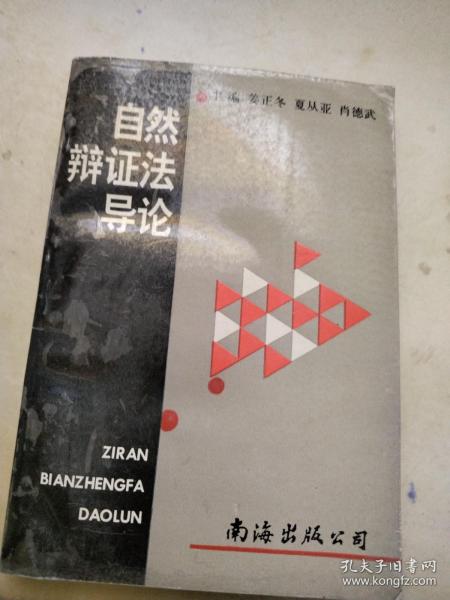 主编 姜正冬 夏从亚 肖德武
自然
辩证法
导论
ZIRAN
BIANZHENGFA
DAOLUN
南海出版公司
孔夫子旧书网
www.kongfz.com